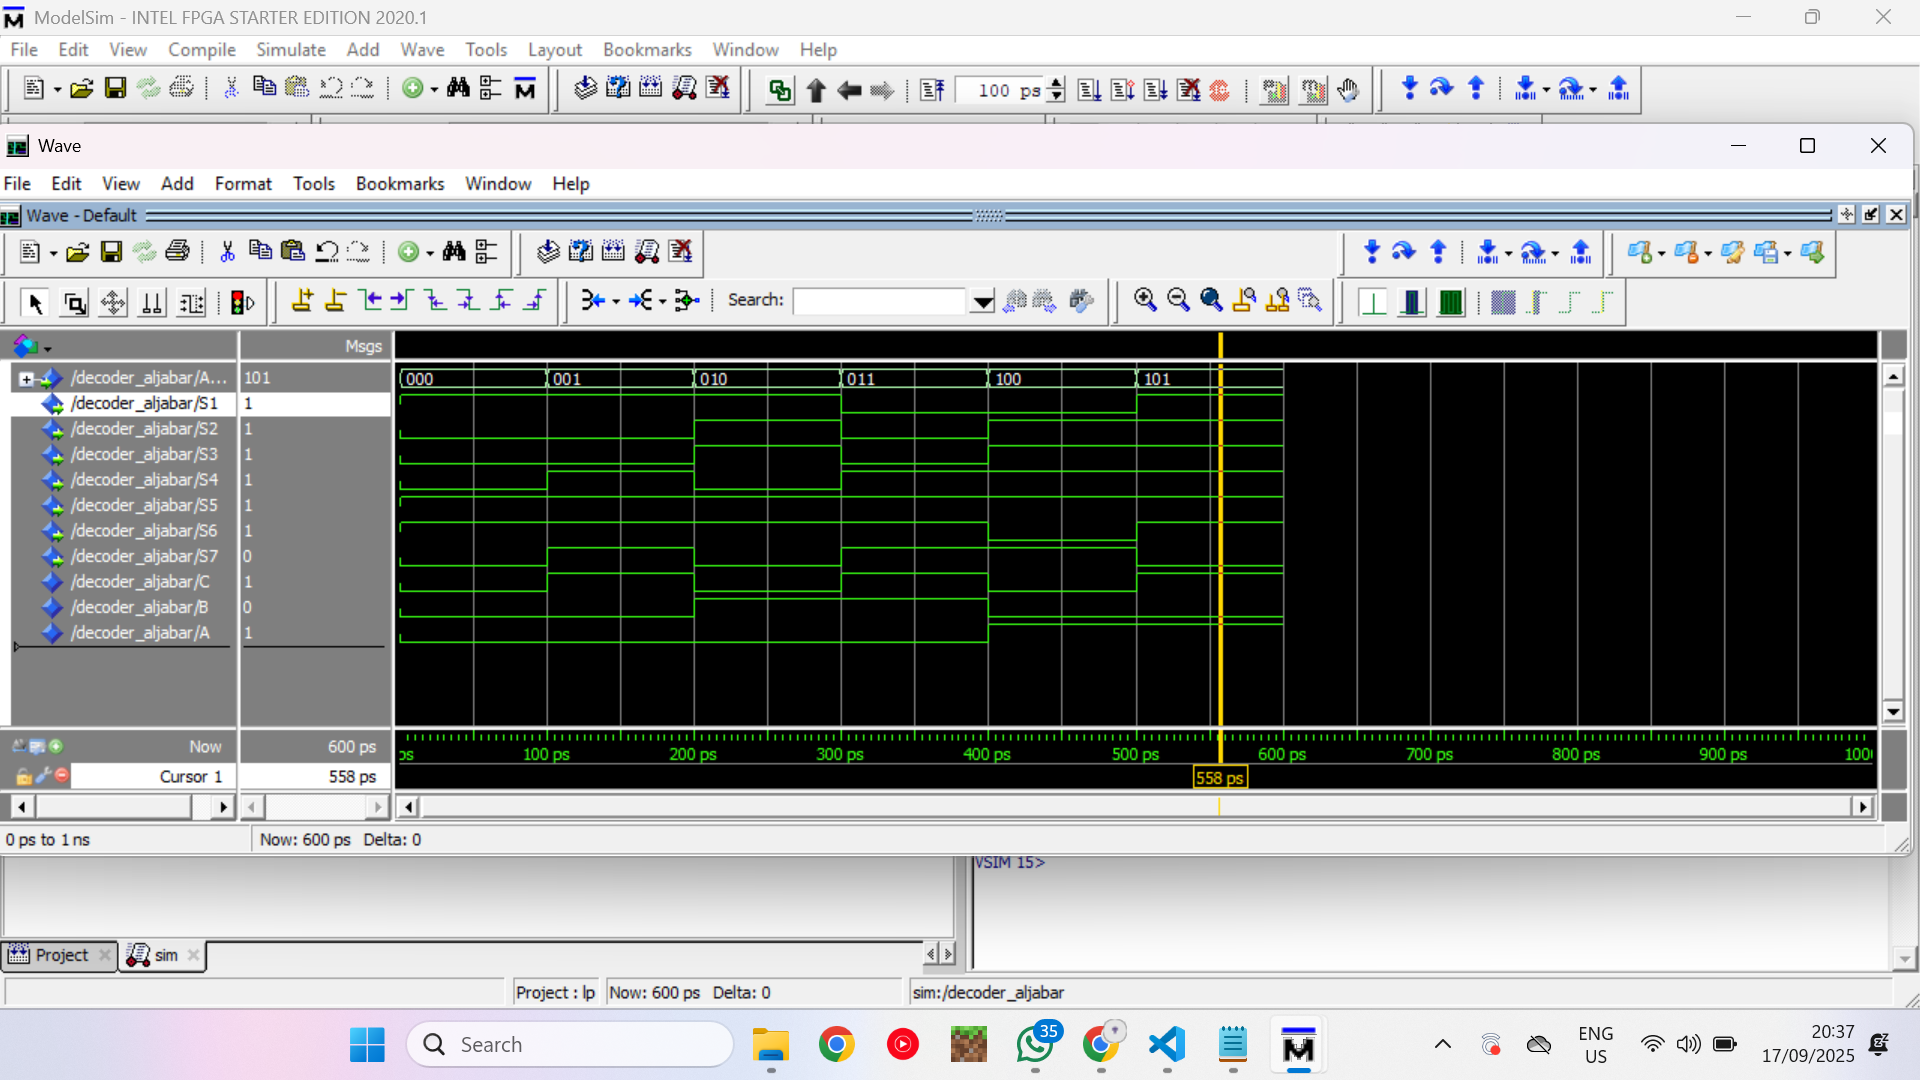 ModelSim - INTEL FPGA STARTER EDITION 2020.1
File Edit View Compile Simulate Add Wave Tools Layout Bookmarks Window Help
100 ps
Wave
File Edit View Add Format Tools Bookmarks Window Help
Wave - Default
Search:
Msgs
/decoder_aljabar/A... 101 000 001 010 011 100 101
/decoder_aljabar/S1 1
/decoder_aljabar/S2 1
/decoder_aljabar/S3 1
/decoder_aljabar/S4 1
/decoder_aljabar/S5 1
/decoder_aljabar/S6 1
/decoder_aljabar/S7 0
/decoder_aljabar/C 1
/decoder_aljabar/B 0
/decoder_aljabar/A 1
Now 600 ps ps 100 ps 200 ps 300 ps 400 ps 500 ps 600 ps 700 ps 800 ps 900 ps 100
Cursor 1 558 ps 558 ps
0 ps to 1 ns Now: 600 ps Delta: 0
VSIM 15>
Project sim
Project : lp Now: 600 ps Delta: 0 sim:/decoder_aljabar
Search 35 ENG US 20:37 17/09/2025